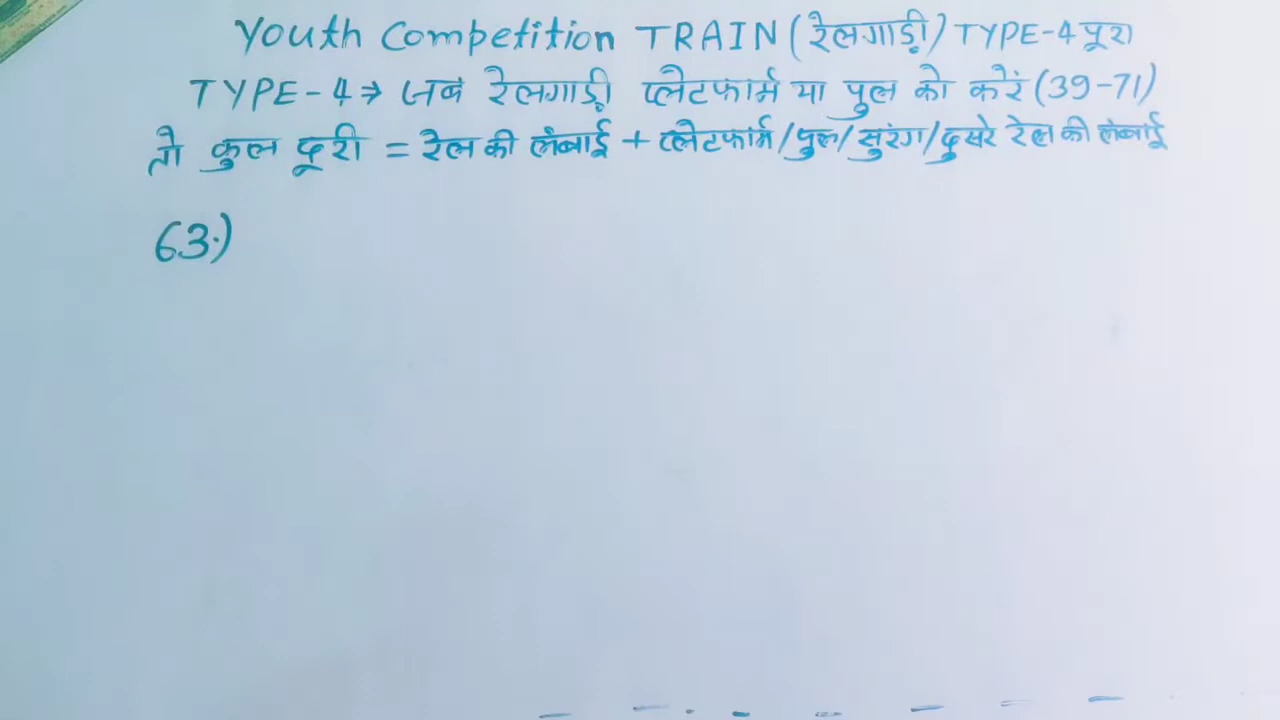 Youth Competition TRAIN (रेलगाड़ी) TYPE-4 पूरा
TYPE-4 ⇒ जब रेलगाड़ी प्लेटफार्म या पुल को करें (39-71)
तो कुल दूरी = रेल की लंबाई + प्लेटफार्म/पुल/सुरंग/दुसरे रेल की लंबाई
63.)